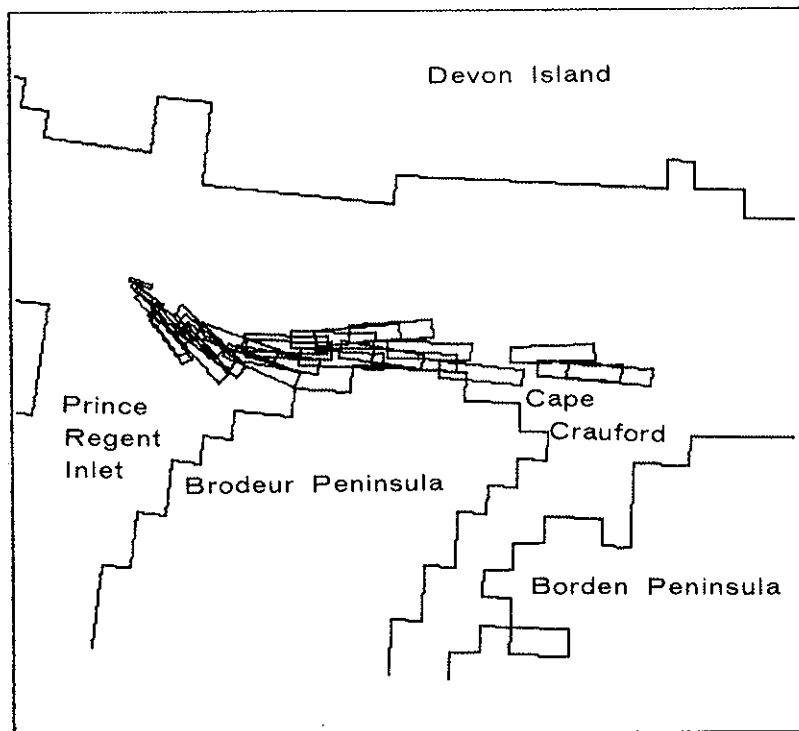 Devon Island
Prince
Regent
Inlet
Cape
Crauford
Brodeur Peninsula
Borden Peninsula